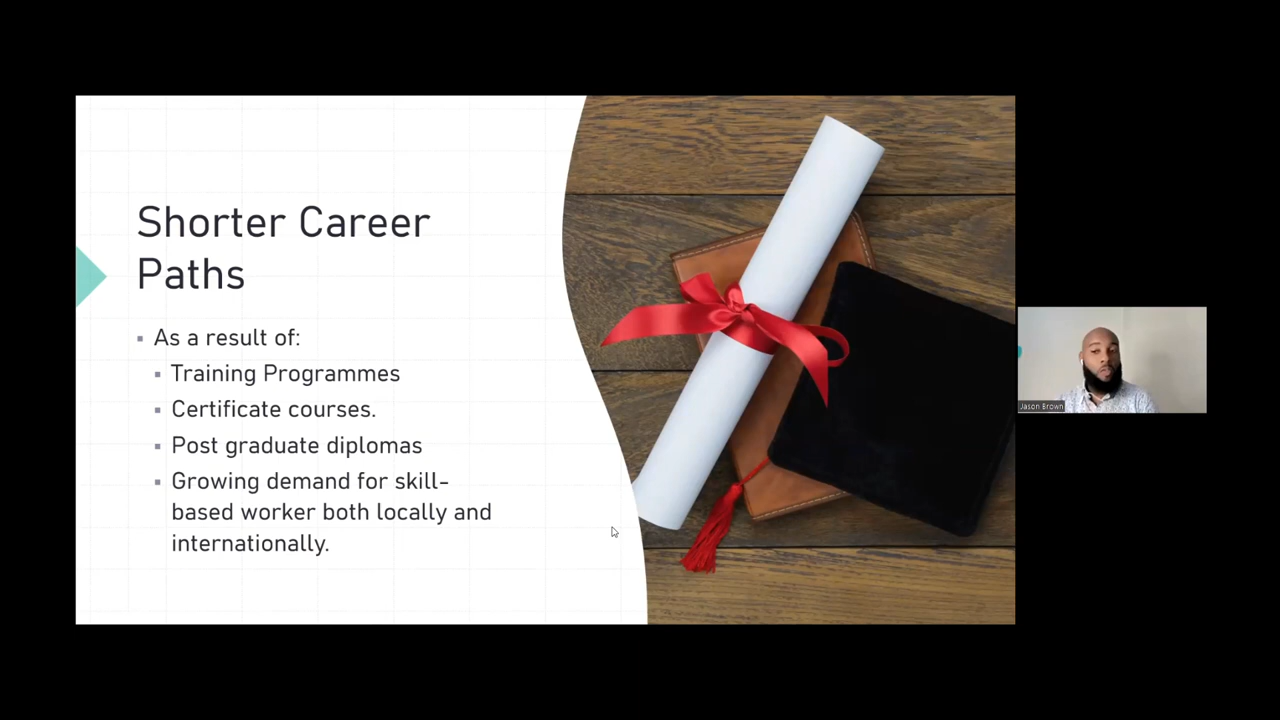 Shorter Career
Paths
As a result of:
Training Programmes
Certificate courses.
Post graduate diplomas
Growing demand for skill-
based worker both locally and
internationally.
Jason Brown